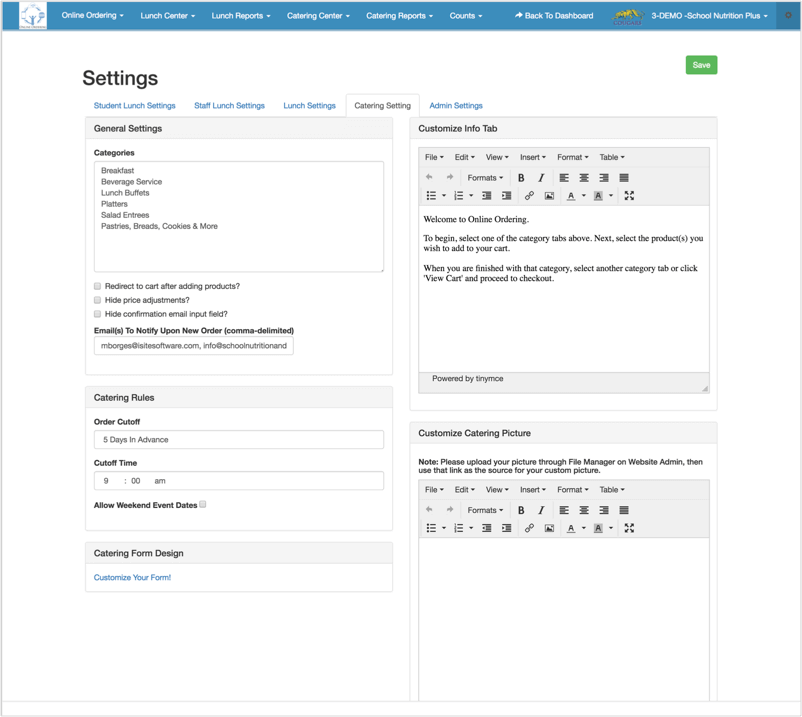 Online Ordering Lunch Center Lunch Reports Catering Center Catering Reports Counts Back To Dashboard 3-DEMO -School Nutrition Plus
Settings
Save
Student Lunch Settings Staff Lunch Settings Lunch Settings Catering Setting Admin Settings
General Settings
Categories
Breakfast
Beverage Service
Lunch Buffets
Platters
Salad Entrees
Pastries, Breads, Cookies & More
Redirect to cart after adding products?
Hide price adjustments?
Hide confirmation email input field?
Email(s) To Notify Upon New Order (comma-delimited)
mborges@isitesoftware.com, info@schoolnutritionand
Catering Rules
Order Cutoff
5 Days In Advance
Cutoff Time
9 : 00 am
Allow Weekend Event Dates
Catering Form Design
Customize Your Form!
Customize Info Tab
File Edit View Insert Format Table
Formats B I
A A
Welcome to Online Ordering.
To begin, select one of the category tabs above. Next, select the product(s) you
wish to add to your cart.
When you are finished with that category, select another category tab or click
'View Cart' and proceed to checkout.
Powered by tinymce
Customize Catering Picture
Note: Please upload your picture through File Manager on Website Admin, then
use that link as the source for your custom picture.
File Edit View Insert Format Table
Formats B I
A A